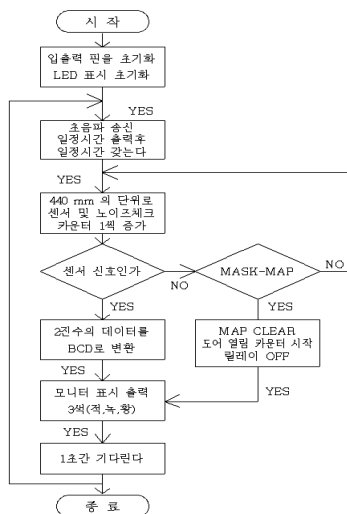 시 작
입출력 핀을 초기화
LED 표시 초기화
YES
초음파 송신
일정시간 출력후
일정시간 갖는다
YES
440 mm 의 단위로
센서 및 노이즈체크
카운터 1씩 증가
센서 신호인가
NO
MASK-MAP
NO
YES
YES
2진수의 데이터를
BCD로 변환
MAP CLEAR
도어 열림 카운터 시작
릴레이 OFF
YES
YES
모니터 표시 출력
3색(적,녹,황)
YES
1초간 기다린다
종 료